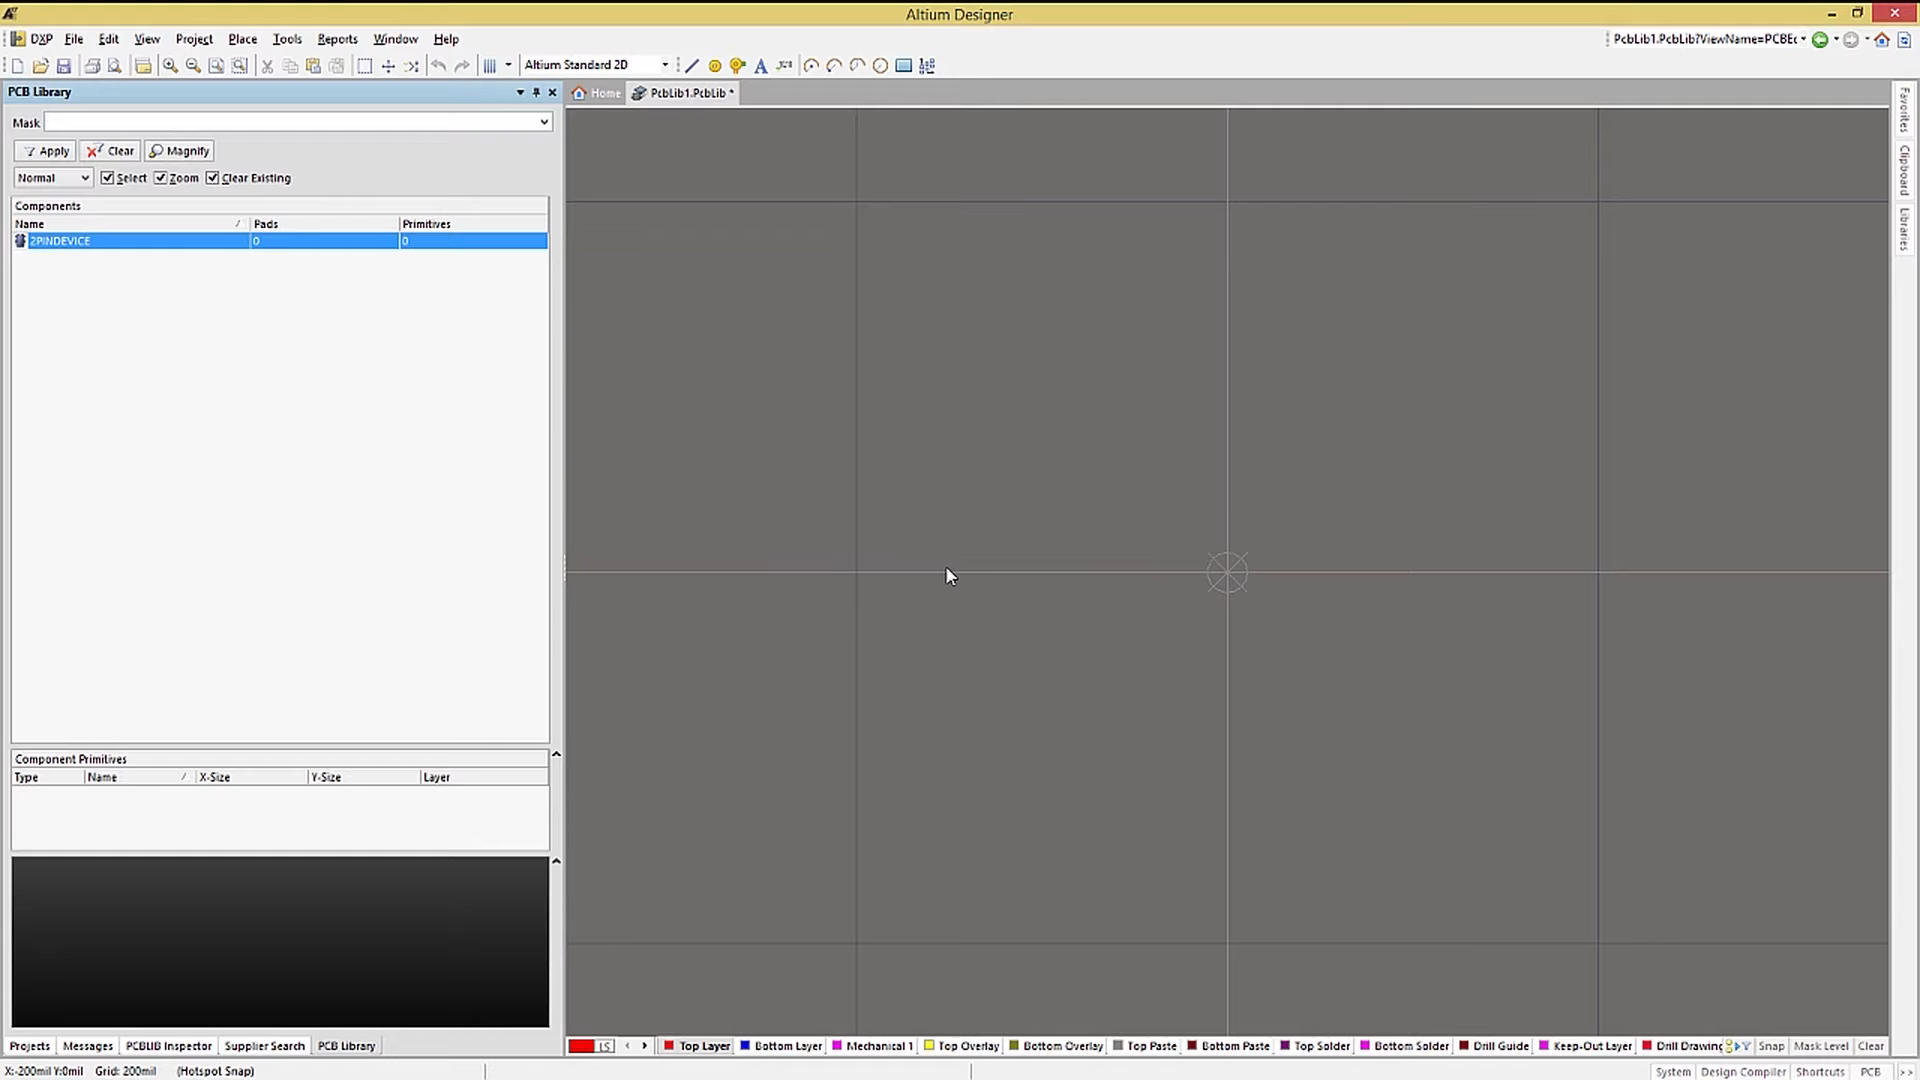 Altium Designer
DXP File Edit View Project Place Tools Reports Window Help
PcbLib1.PcbLib?ViewName=PCBEc
Altium Standard 2D
PCB Library
Home PcbLib1.PcbLib *
Mask
Apply Clear Magnify
Normal Select Zoom Clear Existing
Components
Name Pads Primitives
2PINDEVICE 0 0
Component Primitives
Type Name X-Size Y-Size Layer
Favorites
Clipboard
Libraries
Projects Messages PCBLIB Inspector Supplier Search PCB Library
LS Top Layer Bottom Layer Mechanical 1 Top Overlay Bottom Overlay Top Paste Bottom Paste Top Solder Bottom Solder Drill Guide Keep-Out Layer Drill Drawing Snap Mask Level Clear
X:-200mil Y:0mil Grid: 200mil (Hotspot Snap)
System Design Compiler Shortcuts PCB >>